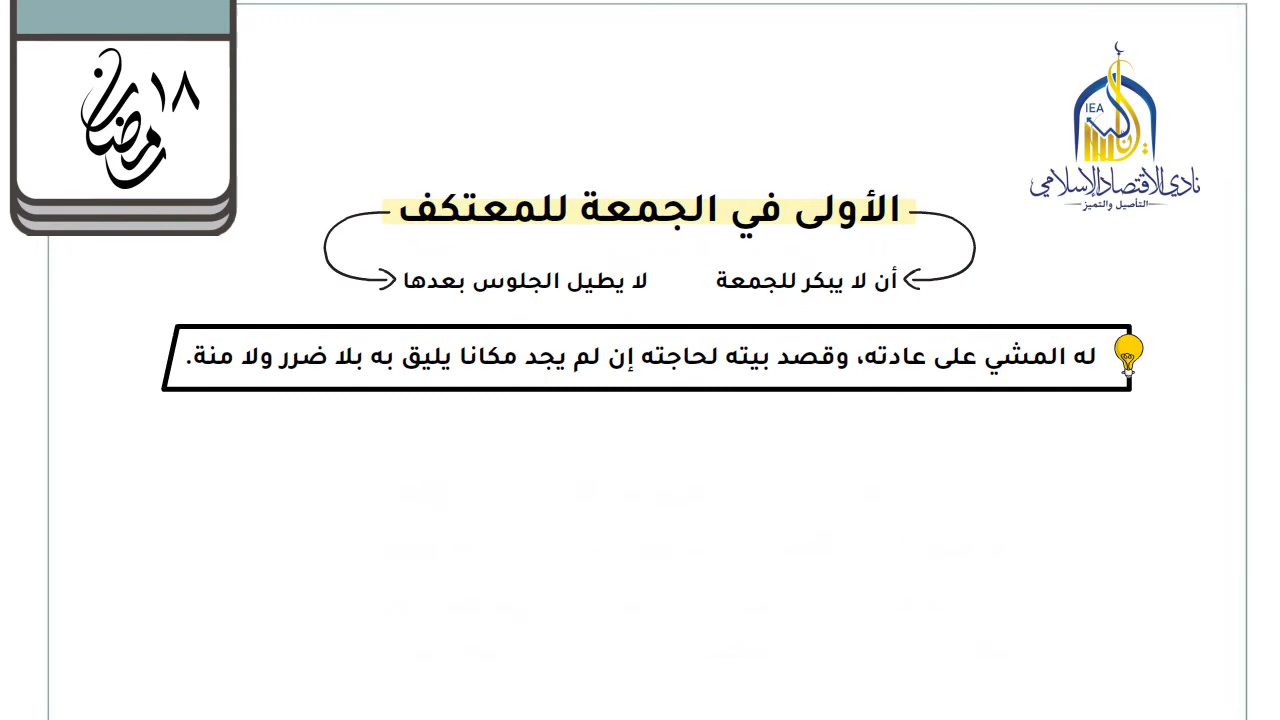 ١٨ رمضان
IEA
نادي الاقتصاد الإسلامي
التأصيل والتميز
الأولى في الجمعة للمعتكف
أن لا يبكر للجمعة
لا يطيل الجلوس بعدها
له المشي على عادته، وقصد بيته لحاجته إن لم يجد مكانا يليق به بلا ضرر ولا منة.